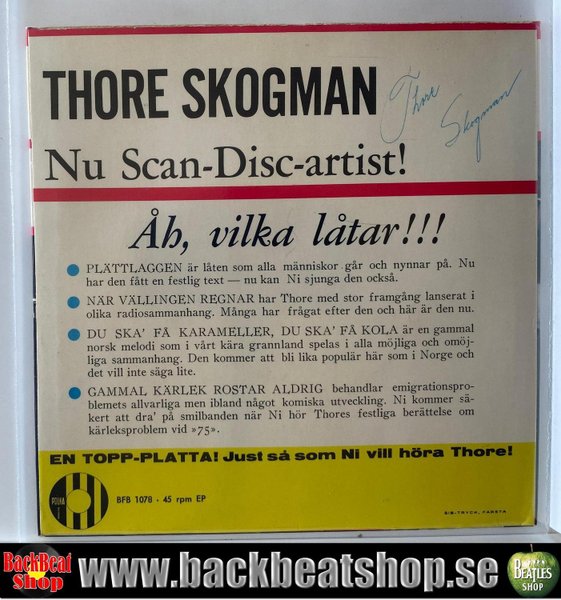 THORE SKOGMAN
Thore
Skogman
Nu Scan-Disc-artist!
Åh, vilka låtar!!!
PLÄTTLAGGEN är låten som alla männskor går och nynnar på. Nu
har den fått en festlig text — nu kan Ni sjunga den också.
NÄR VÄLLINGEN REGNAR har Thore med stor framgång lanserat i
olika radiosammanhang. Många har frågat efter den och här är den nu.
DU SKA' FÅ KARAMELLER, DU SKA' FÅ KOLA är en gammal
norsk melodi som i vårt kära grannland spelas i alla möjliga och omöj-
liga sammanhang. Den kommer att bli lika populär här som i Norge och
det vill inte säga lite.
GAMMAL KÄRLEK ROSTAR ALDRIG behandlar emigrationspro-
blemets allvarliga men ibland något komiska utveckling. Ni kommer sä-
kert att dra' på smilbanden när Ni hör Thores festliga berättelse om
kärleksproblem vid »75».
EN TOPP-PLATTA! Just så som Ni vill höra Thore!
POLKA
BFB 1078 · 45 rpm EP
SIB-TRYCK, FARSTA
BackBeat
Shop
www.backbeatshop.se
BEATLES
SHOP